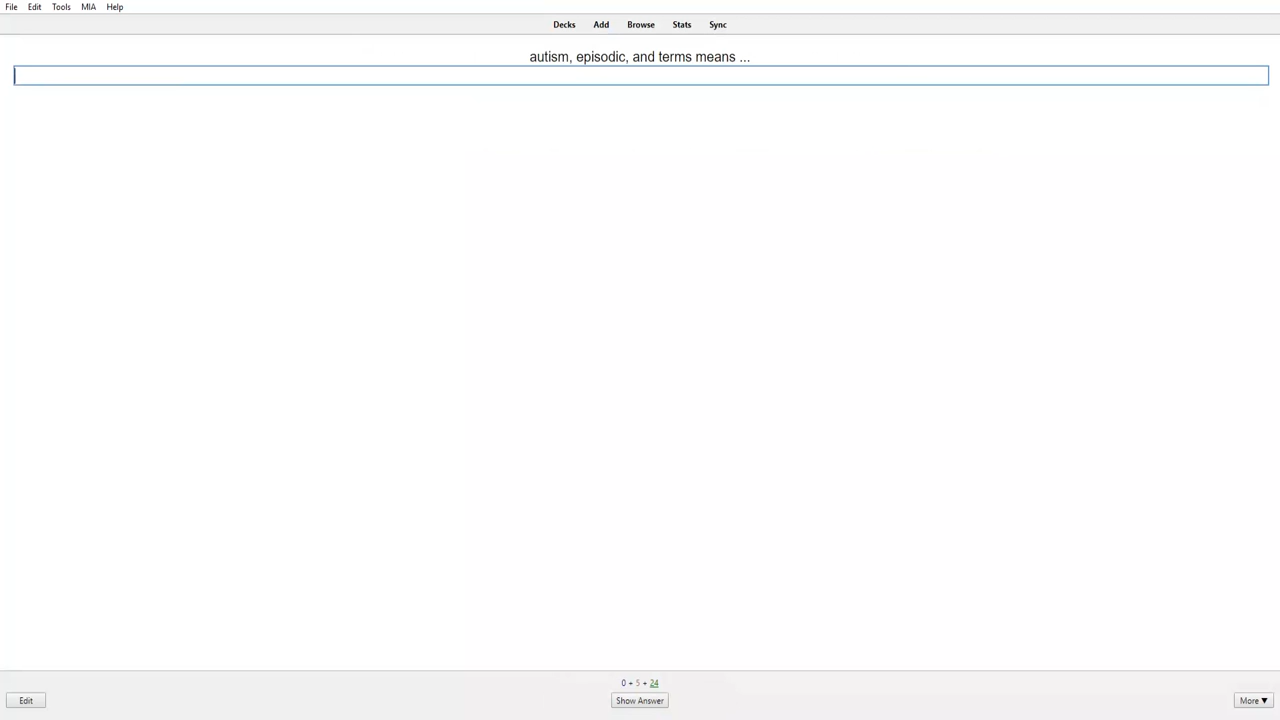 File Edit Tools MIA Help
Decks Add Browse Stats Sync
autism, episodic, and terms means ...
0 + 5 + 24
Edit Show Answer More ▼